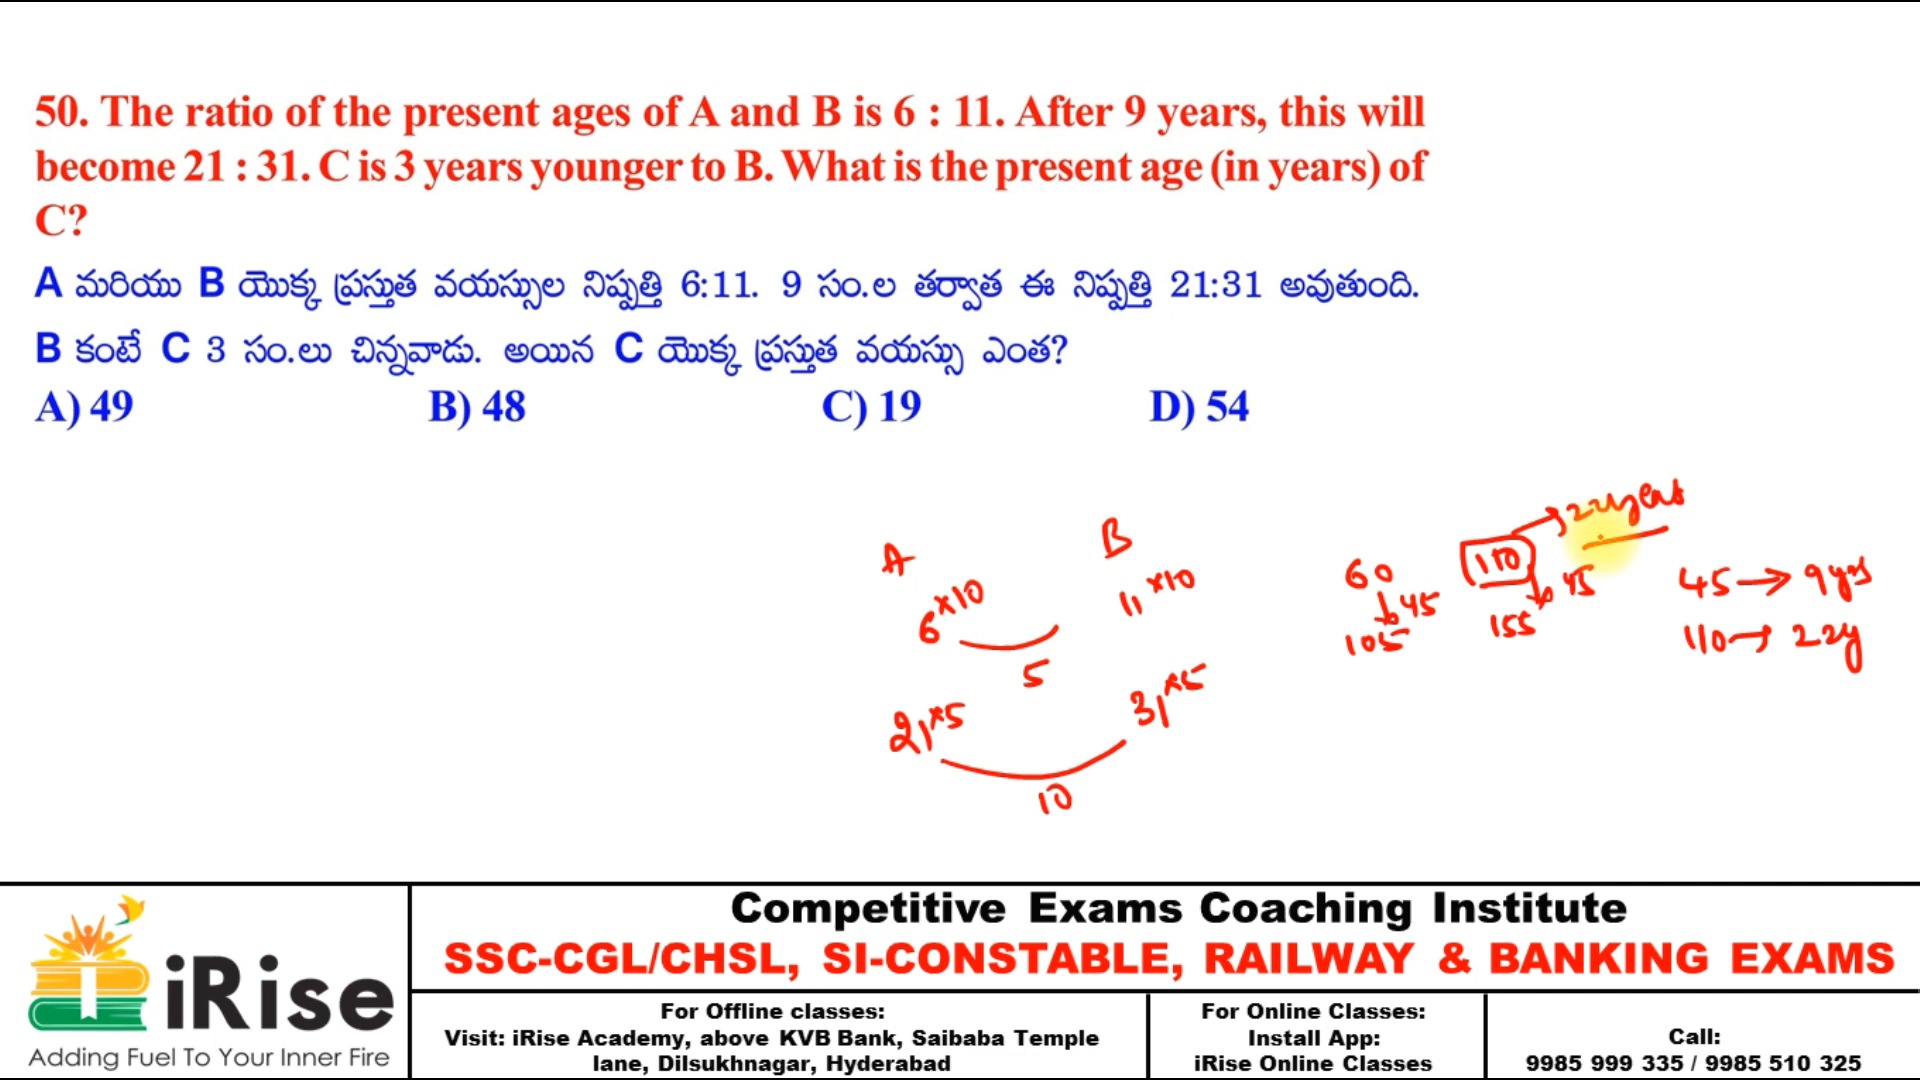 50. The ratio of the present ages of A and B is 6 : 11. After 9 years, this will
become 21 : 31. C is 3 years younger to B. What is the present age (in years) of
C?
A మరియు B యొక్క ప్రస్తుత వయస్సుల నిష్పత్తి 6:11. 9 సం.ల తర్వాత ఈ నిష్పత్తి 21:31 అవుతుంది.
B కంటే C 3 సం.లు చిన్నవాడు. అయిన C యొక్క ప్రస్తుత వయస్సు ఎంత?
A) 49 B) 48 C) 19 D) 54
A B
6×10 11×10
5
21×5 31×5
10
60 110 → 22years
45 45
105 155
45 → 9yrs
110 → 22y
iRise
Adding Fuel To Your Inner Fire
Competitive Exams Coaching Institute
SSC-CGL/CHSL, SI-CONSTABLE, RAILWAY & BANKING EXAMS
For Offline classes:
Visit: iRise Academy, above KVB Bank, Saibaba Temple
lane, Dilsukhnagar, Hyderabad
For Online Classes:
Install App:
iRise Online Classes
Call:
9985 999 335 / 9985 510 325